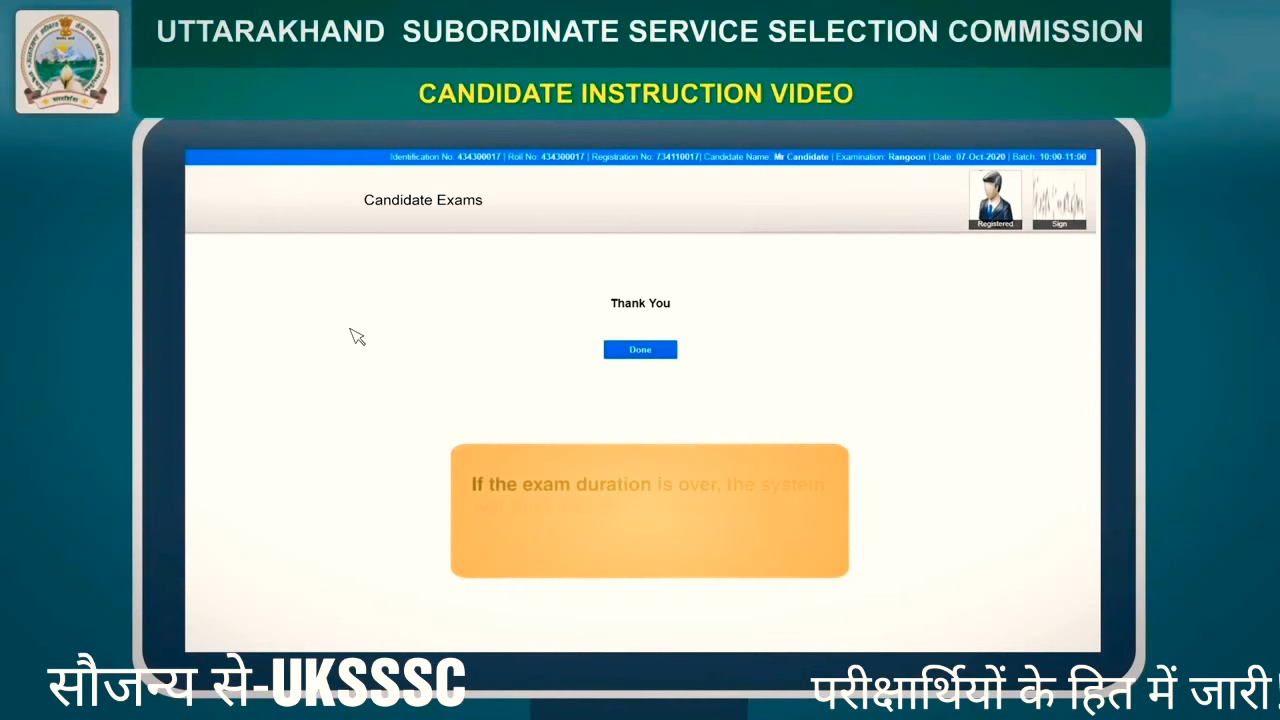 UTTARAKHAND SUBORDINATE SERVICE SELECTION COMMISSION
CANDIDATE INSTRUCTION VIDEO
Identification No: 434300017 | Roll No: 434300017 | Registration No: 734110017| Candidate Name: Mr Candidate | Examination: Rangoon | Date: 07-Oct-2020 | Batch: 10:00-11:00
Candidate Exams
Registered
Sign
Thank You
Done
If the exam duration is over, the system
सौजन्य से-UKSSSC
परीक्षार्थियों के हित में जारी!